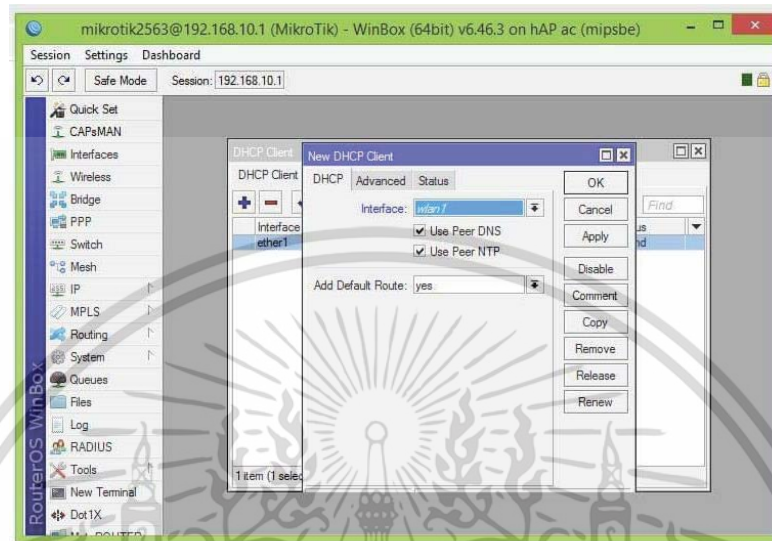 mikrotik2563@192.168.10.1 (MikroTik) - WinBox (64bit) v6.46.3 on hAP ac (mipsbe)
Session Settings Dashboard
Safe Mode Session: 192.168.10.1
Quick Set
CAPsMAN
Interfaces
Wireless
Bridge
PPP
Switch
Mesh
IP
MPLS
Routing
System
Queues
Files
Log
RADIUS
Tools
New Terminal
Dot1X
RouterOS WinBox
DHCP Client
DHCP Client
Interface
ether1
1 item (1 selec
Find
us
nd
New DHCP Client
DHCP Advanced Status
Interface: wlan1
Use Peer DNS
Use Peer NTP
Add Default Route: yes
OK
Cancel
Apply
Disable
Comment
Copy
Remove
Release
Renew